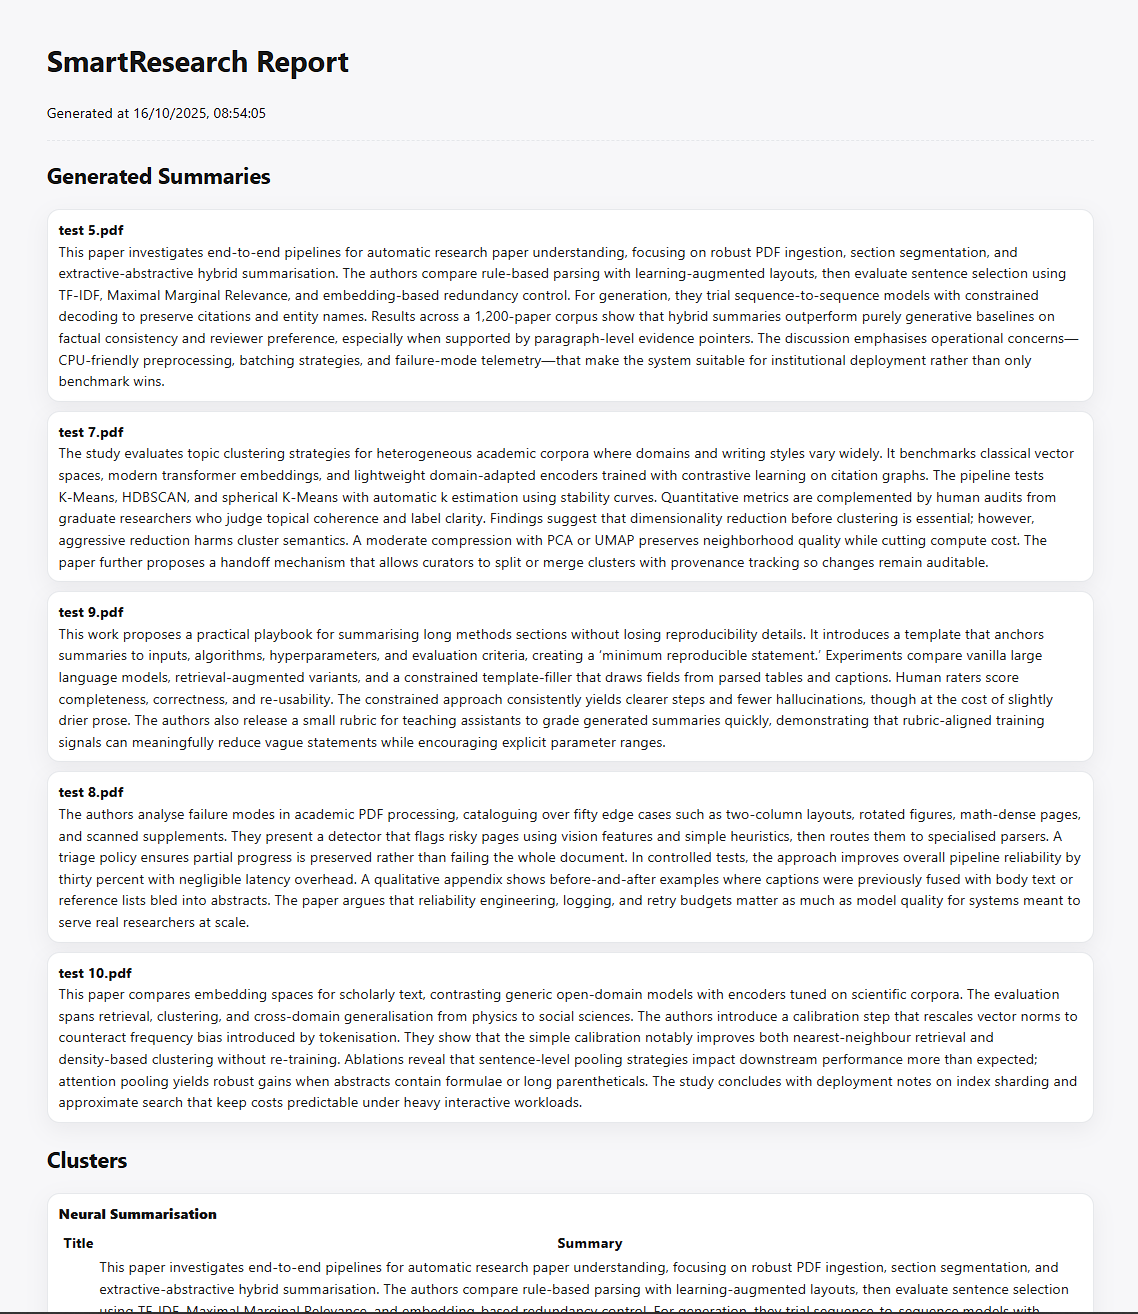 SmartResearch Report
Generated at 16/10/2025, 08:54:05
Generated Summaries
test 5.pdf
This paper investigates end-to-end pipelines for automatic research paper understanding, focusing on robust PDF ingestion, section segmentation, and
extractive-abstractive hybrid summarisation. The authors compare rule-based parsing with learning-augmented layouts, then evaluate sentence selection using
TF-IDF, Maximal Marginal Relevance, and embedding-based redundancy control. For generation, they trial sequence-to-sequence models with constrained
decoding to preserve citations and entity names. Results across a 1,200-paper corpus show that hybrid summaries outperform purely generative baselines on
factual consistency and reviewer preference, especially when supported by paragraph-level evidence pointers. The discussion emphasises operational concerns—
CPU-friendly preprocessing, batching strategies, and failure-mode telemetry—that make the system suitable for institutional deployment rather than only
benchmark wins.
test 7.pdf
The study evaluates topic clustering strategies for heterogeneous academic corpora where domains and writing styles vary widely. It benchmarks classical vector
spaces, modern transformer embeddings, and lightweight domain-adapted encoders trained with contrastive learning on citation graphs. The pipeline tests
K-Means, HDBSCAN, and spherical K-Means with automatic k estimation using stability curves. Quantitative metrics are complemented by human audits from
graduate researchers who judge topical coherence and label clarity. Findings suggest that dimensionality reduction before clustering is essential; however,
aggressive reduction harms cluster semantics. A moderate compression with PCA or UMAP preserves neighborhood quality while cutting compute cost. The
paper further proposes a handoff mechanism that allows curators to split or merge clusters with provenance tracking so changes remain auditable.
test 9.pdf
This work proposes a practical playbook for summarising long methods sections without losing reproducibility details. It introduces a template that anchors
summaries to inputs, algorithms, hyperparameters, and evaluation criteria, creating a ‘minimum reproducible statement.’ Experiments compare vanilla large
language models, retrieval-augmented variants, and a constrained template-filler that draws fields from parsed tables and captions. Human raters score
completeness, correctness, and re-usability. The constrained approach consistently yields clearer steps and fewer hallucinations, though at the cost of slightly
drier prose. The authors also release a small rubric for teaching assistants to grade generated summaries quickly, demonstrating that rubric-aligned training
signals can meaningfully reduce vague statements while encouraging explicit parameter ranges.
test 8.pdf
The authors analyse failure modes in academic PDF processing, cataloguing over fifty edge cases such as two-column layouts, rotated figures, math-dense pages,
and scanned supplements. They present a detector that flags risky pages using vision features and simple heuristics, then routes them to specialised parsers. A
triage policy ensures partial progress is preserved rather than failing the whole document. In controlled tests, the approach improves overall pipeline reliability by
thirty percent with negligible latency overhead. A qualitative appendix shows before-and-after examples where captions were previously fused with body text or
reference lists bled into abstracts. The paper argues that reliability engineering, logging, and retry budgets matter as much as model quality for systems meant to
serve real researchers at scale.
test 10.pdf
This paper compares embedding spaces for scholarly text, contrasting generic open-domain models with encoders tuned on scientific corpora. The evaluation
spans retrieval, clustering, and cross-domain generalisation from physics to social sciences. The authors introduce a calibration step that rescales vector norms to
counteract frequency bias introduced by tokenisation. They show that the simple calibration notably improves both nearest-neighbour retrieval and
density-based clustering without re-training. Ablations reveal that sentence-level pooling strategies impact downstream performance more than expected;
attention pooling yields robust gains when abstracts contain formulae or long parentheticals. The study concludes with deployment notes on index sharding and
approximate search that keep costs predictable under heavy interactive workloads.
Clusters
Neural Summarisation
Title Summary
This paper investigates end-to-end pipelines for automatic research paper understanding, focusing on robust PDF ingestion, section segmentation, and
extractive-abstractive hybrid summarisation. The authors compare rule-based parsing with learning-augmented layouts, then evaluate sentence selection
using TF-IDF, Maximal Marginal Relevance, and embedding-based redundancy control. For generation, they trial sequence-to-sequence models with